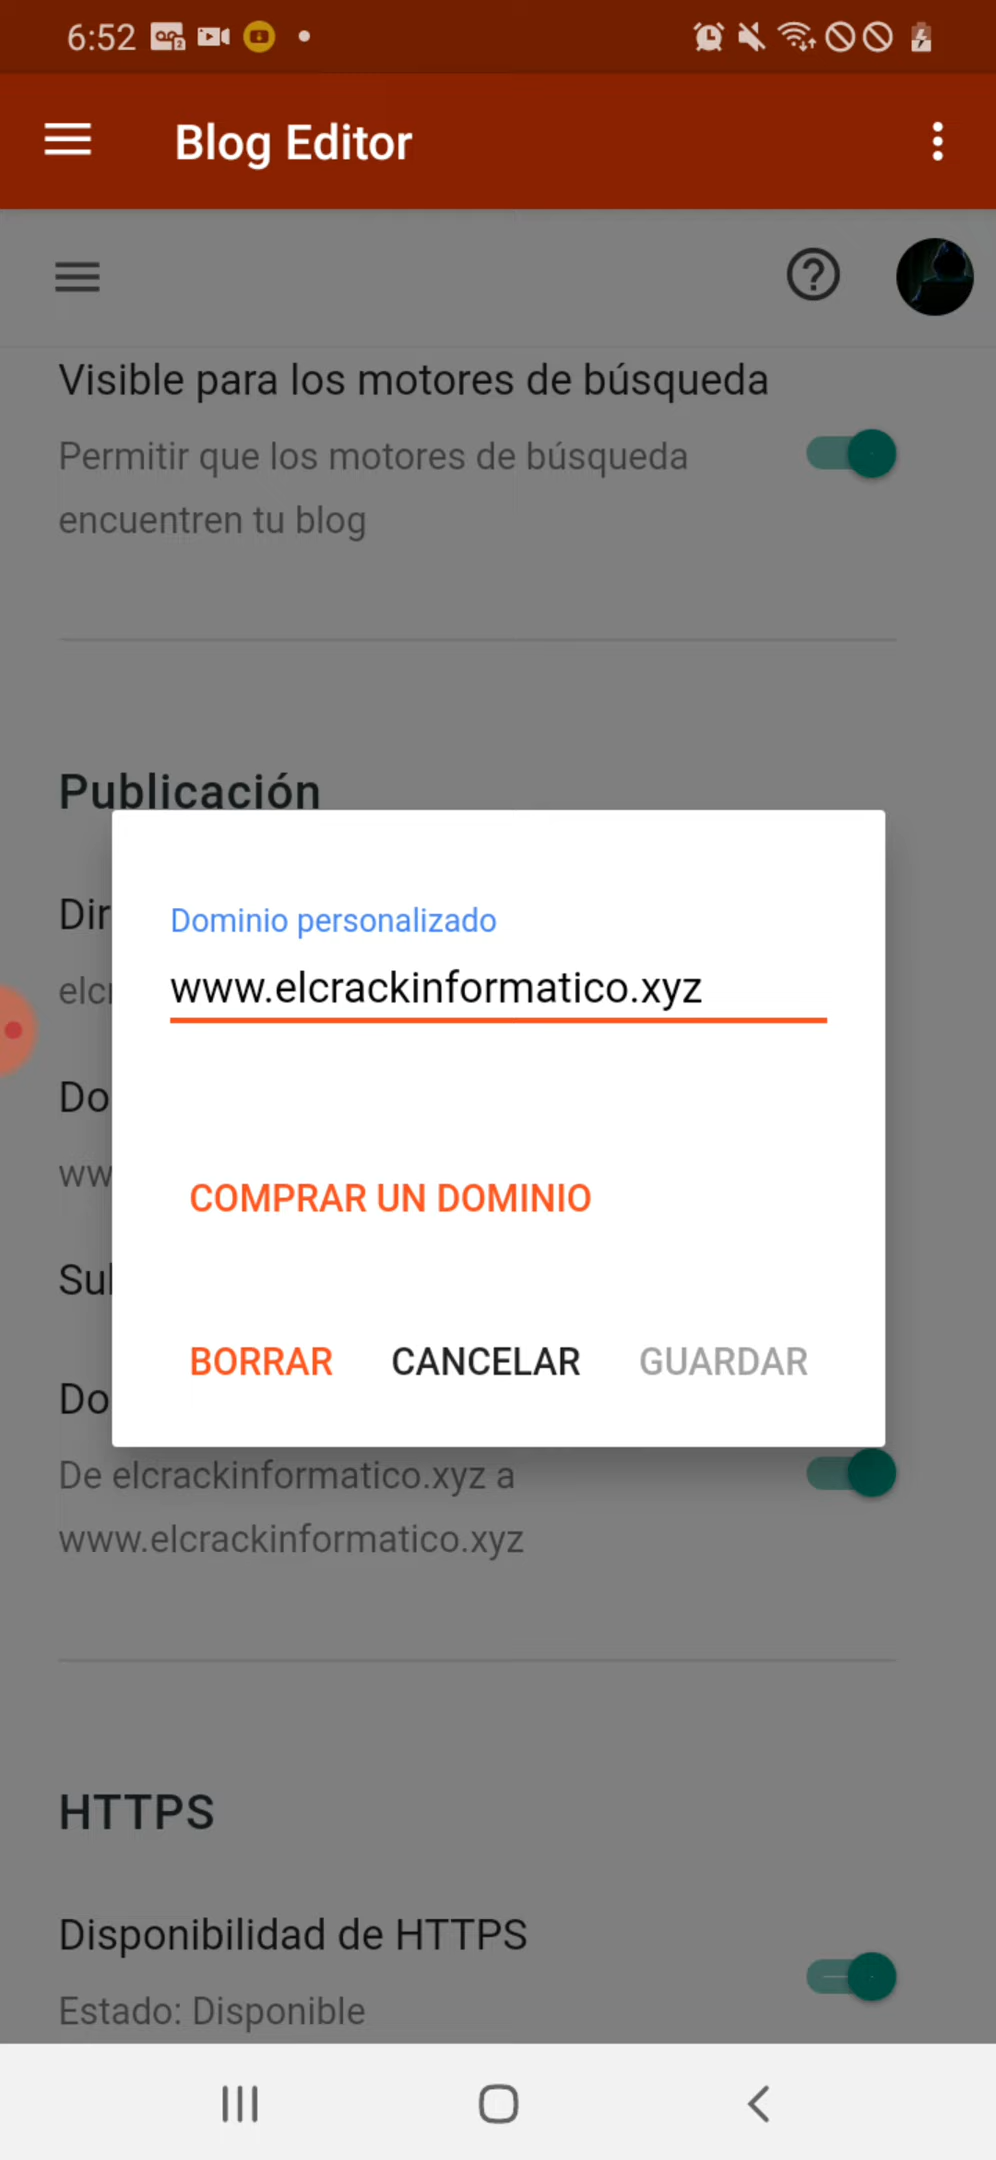 6:52
Blog Editor
Visible para los motores de búsqueda
Permitir que los motores de búsqueda
encuentren tu blog
Publicación
Dir
elcr
Dominio personalizado
www.elcrackinformatico.xyz
Do
ww
COMPRAR UN DOMINIO
Sul
BORRAR CANCELAR GUARDAR
Do
De elcrackinformatico.xyz a
www.elcrackinformatico.xyz
HTTPS
Disponibilidad de HTTPS
Estado: Disponible